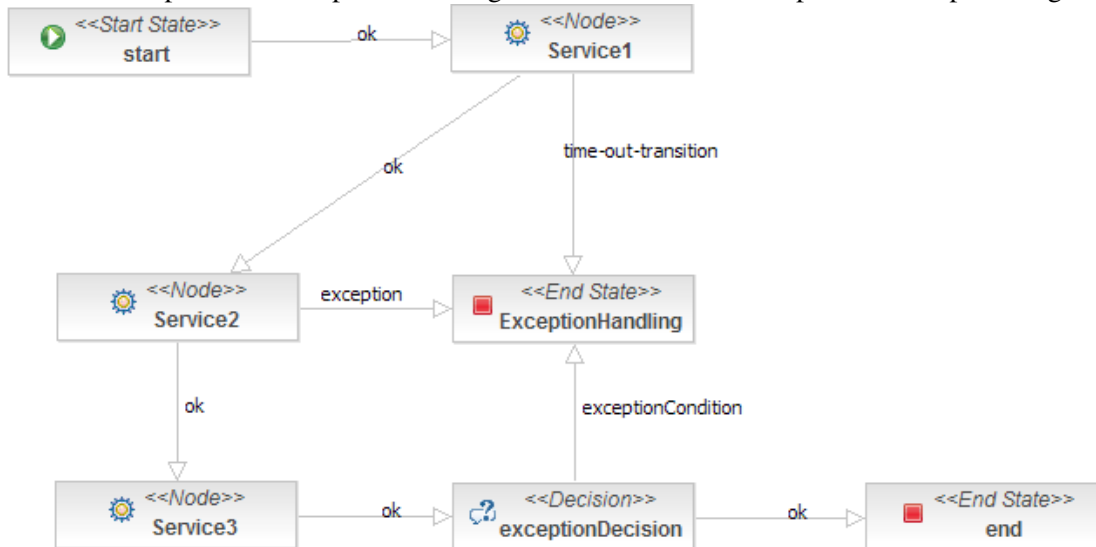 <<Start State>>
start
ok
<<Node>>
Service1
ok
time-out-transition
<<Node>>
Service2
exception
<<End State>>
ExceptionHandling
ok
exceptionCondition
<<Node>>
Service3
ok
<<Decision>>
exceptionDecision
ok
<<End State>>
end